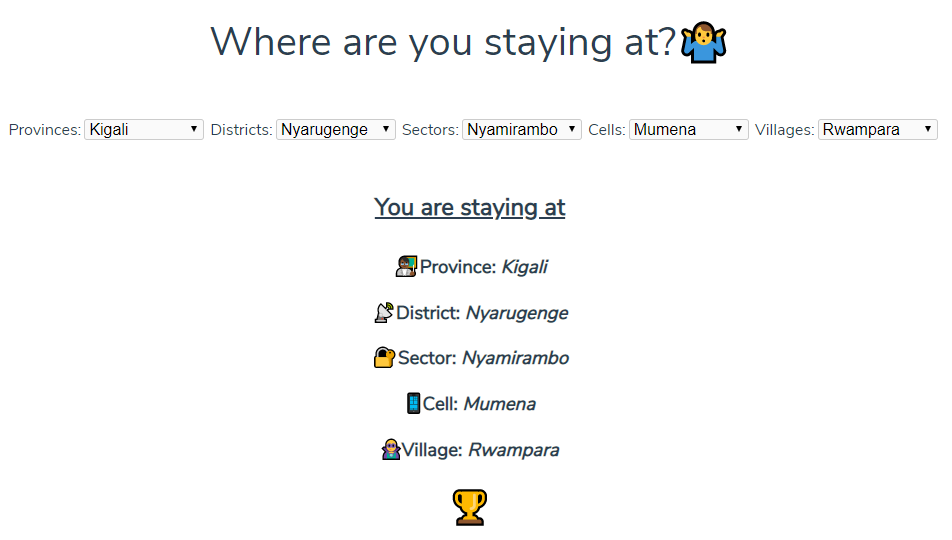 Where are you staying at?
Provinces: Kigali Districts: Nyarugenge Sectors: Nyamirambo Cells: Mumena Villages: Rwampara
You are staying at
Province: Kigali
District: Nyarugenge
Sector: Nyamirambo
Cell: Mumena
Village: Rwampara